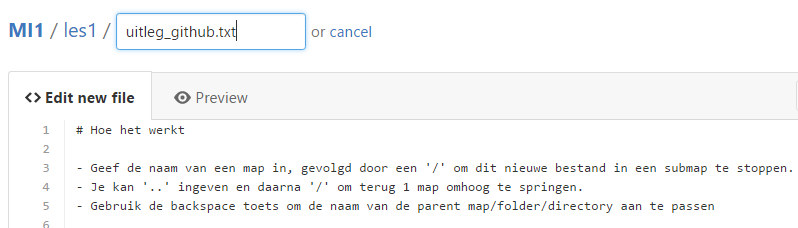 MI1 / les1 / uitleg_github.txt or cancel
<> Edit new file Preview
1 # Hoe het werkt
2
3 - Geef de naam van een map in, gevolgd door een '/' om dit nieuwe bestand in een submap te stoppen.
4 - Je kan '..' ingeven en daarna '/' om terug 1 map omhoog te springen.
5 - Gebruik de backspace toets om de naam van de parent map/folder/directory aan te passen
6